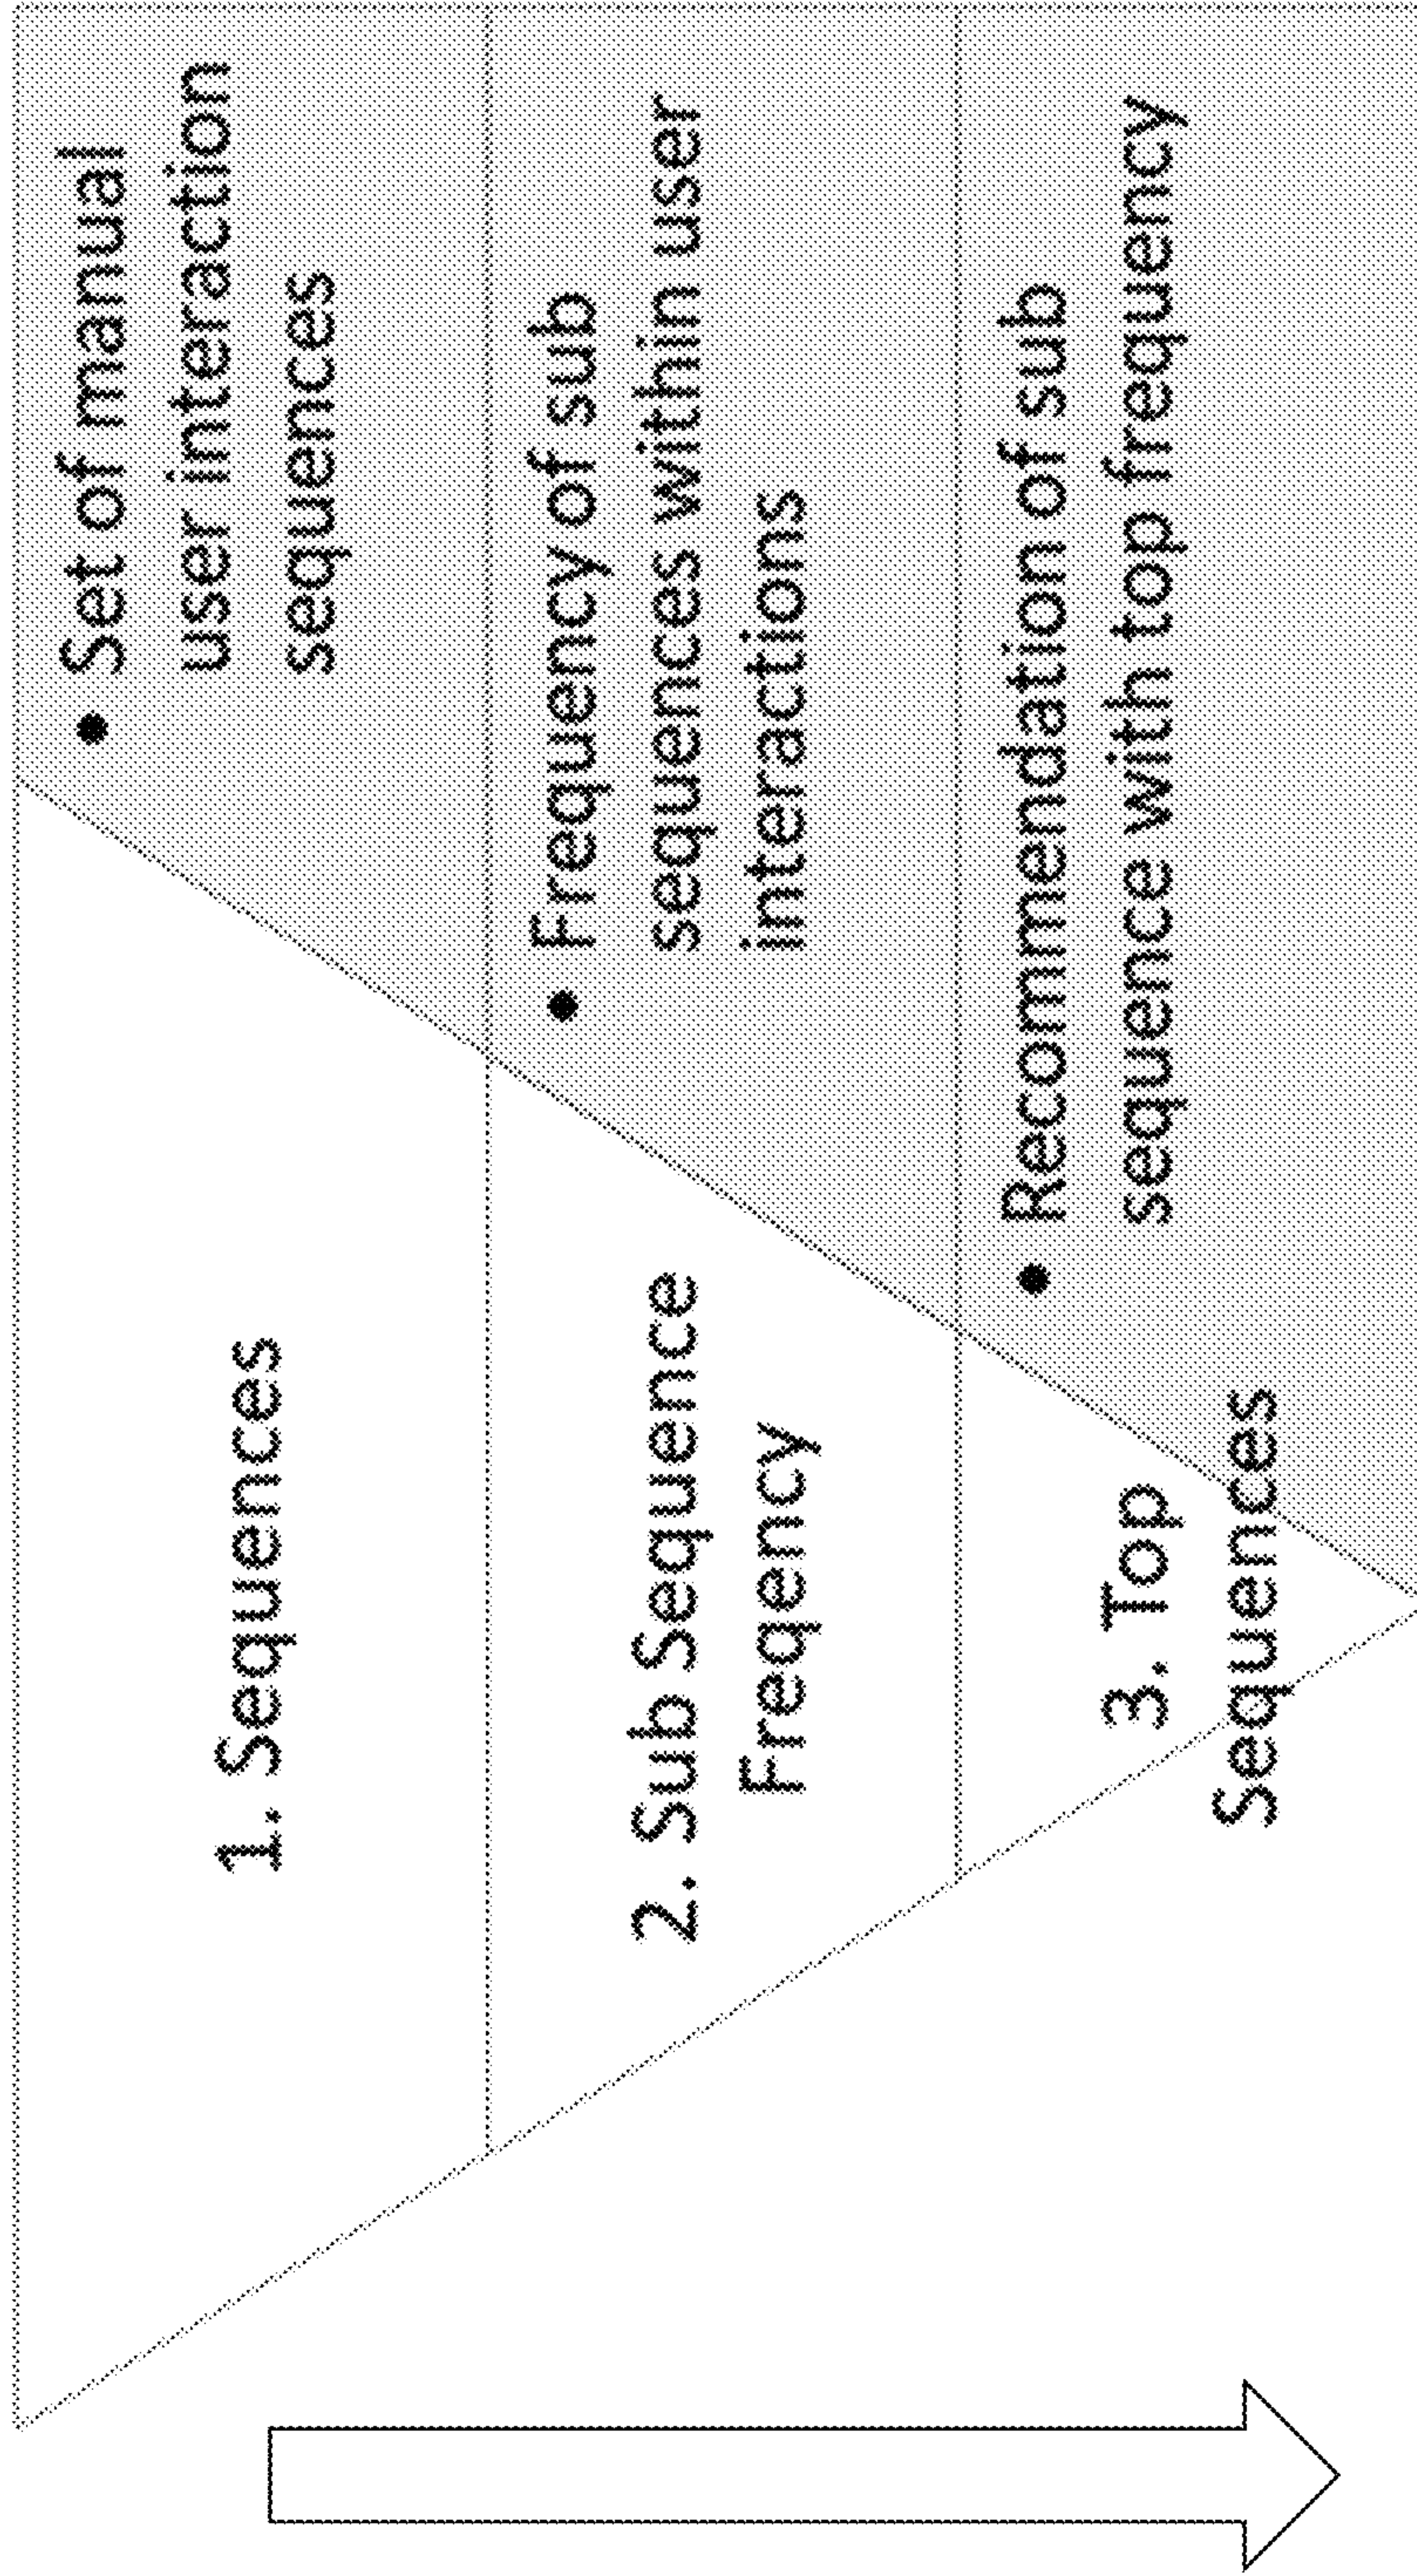 1. Sequences
• Set of manual
user interaction
sequences
2. Sub Sequence
Freqency
• Frequency of sub
sequences within user
interactions
3. Top
Sequences
• Recommendation of sub
sequence with top frequency